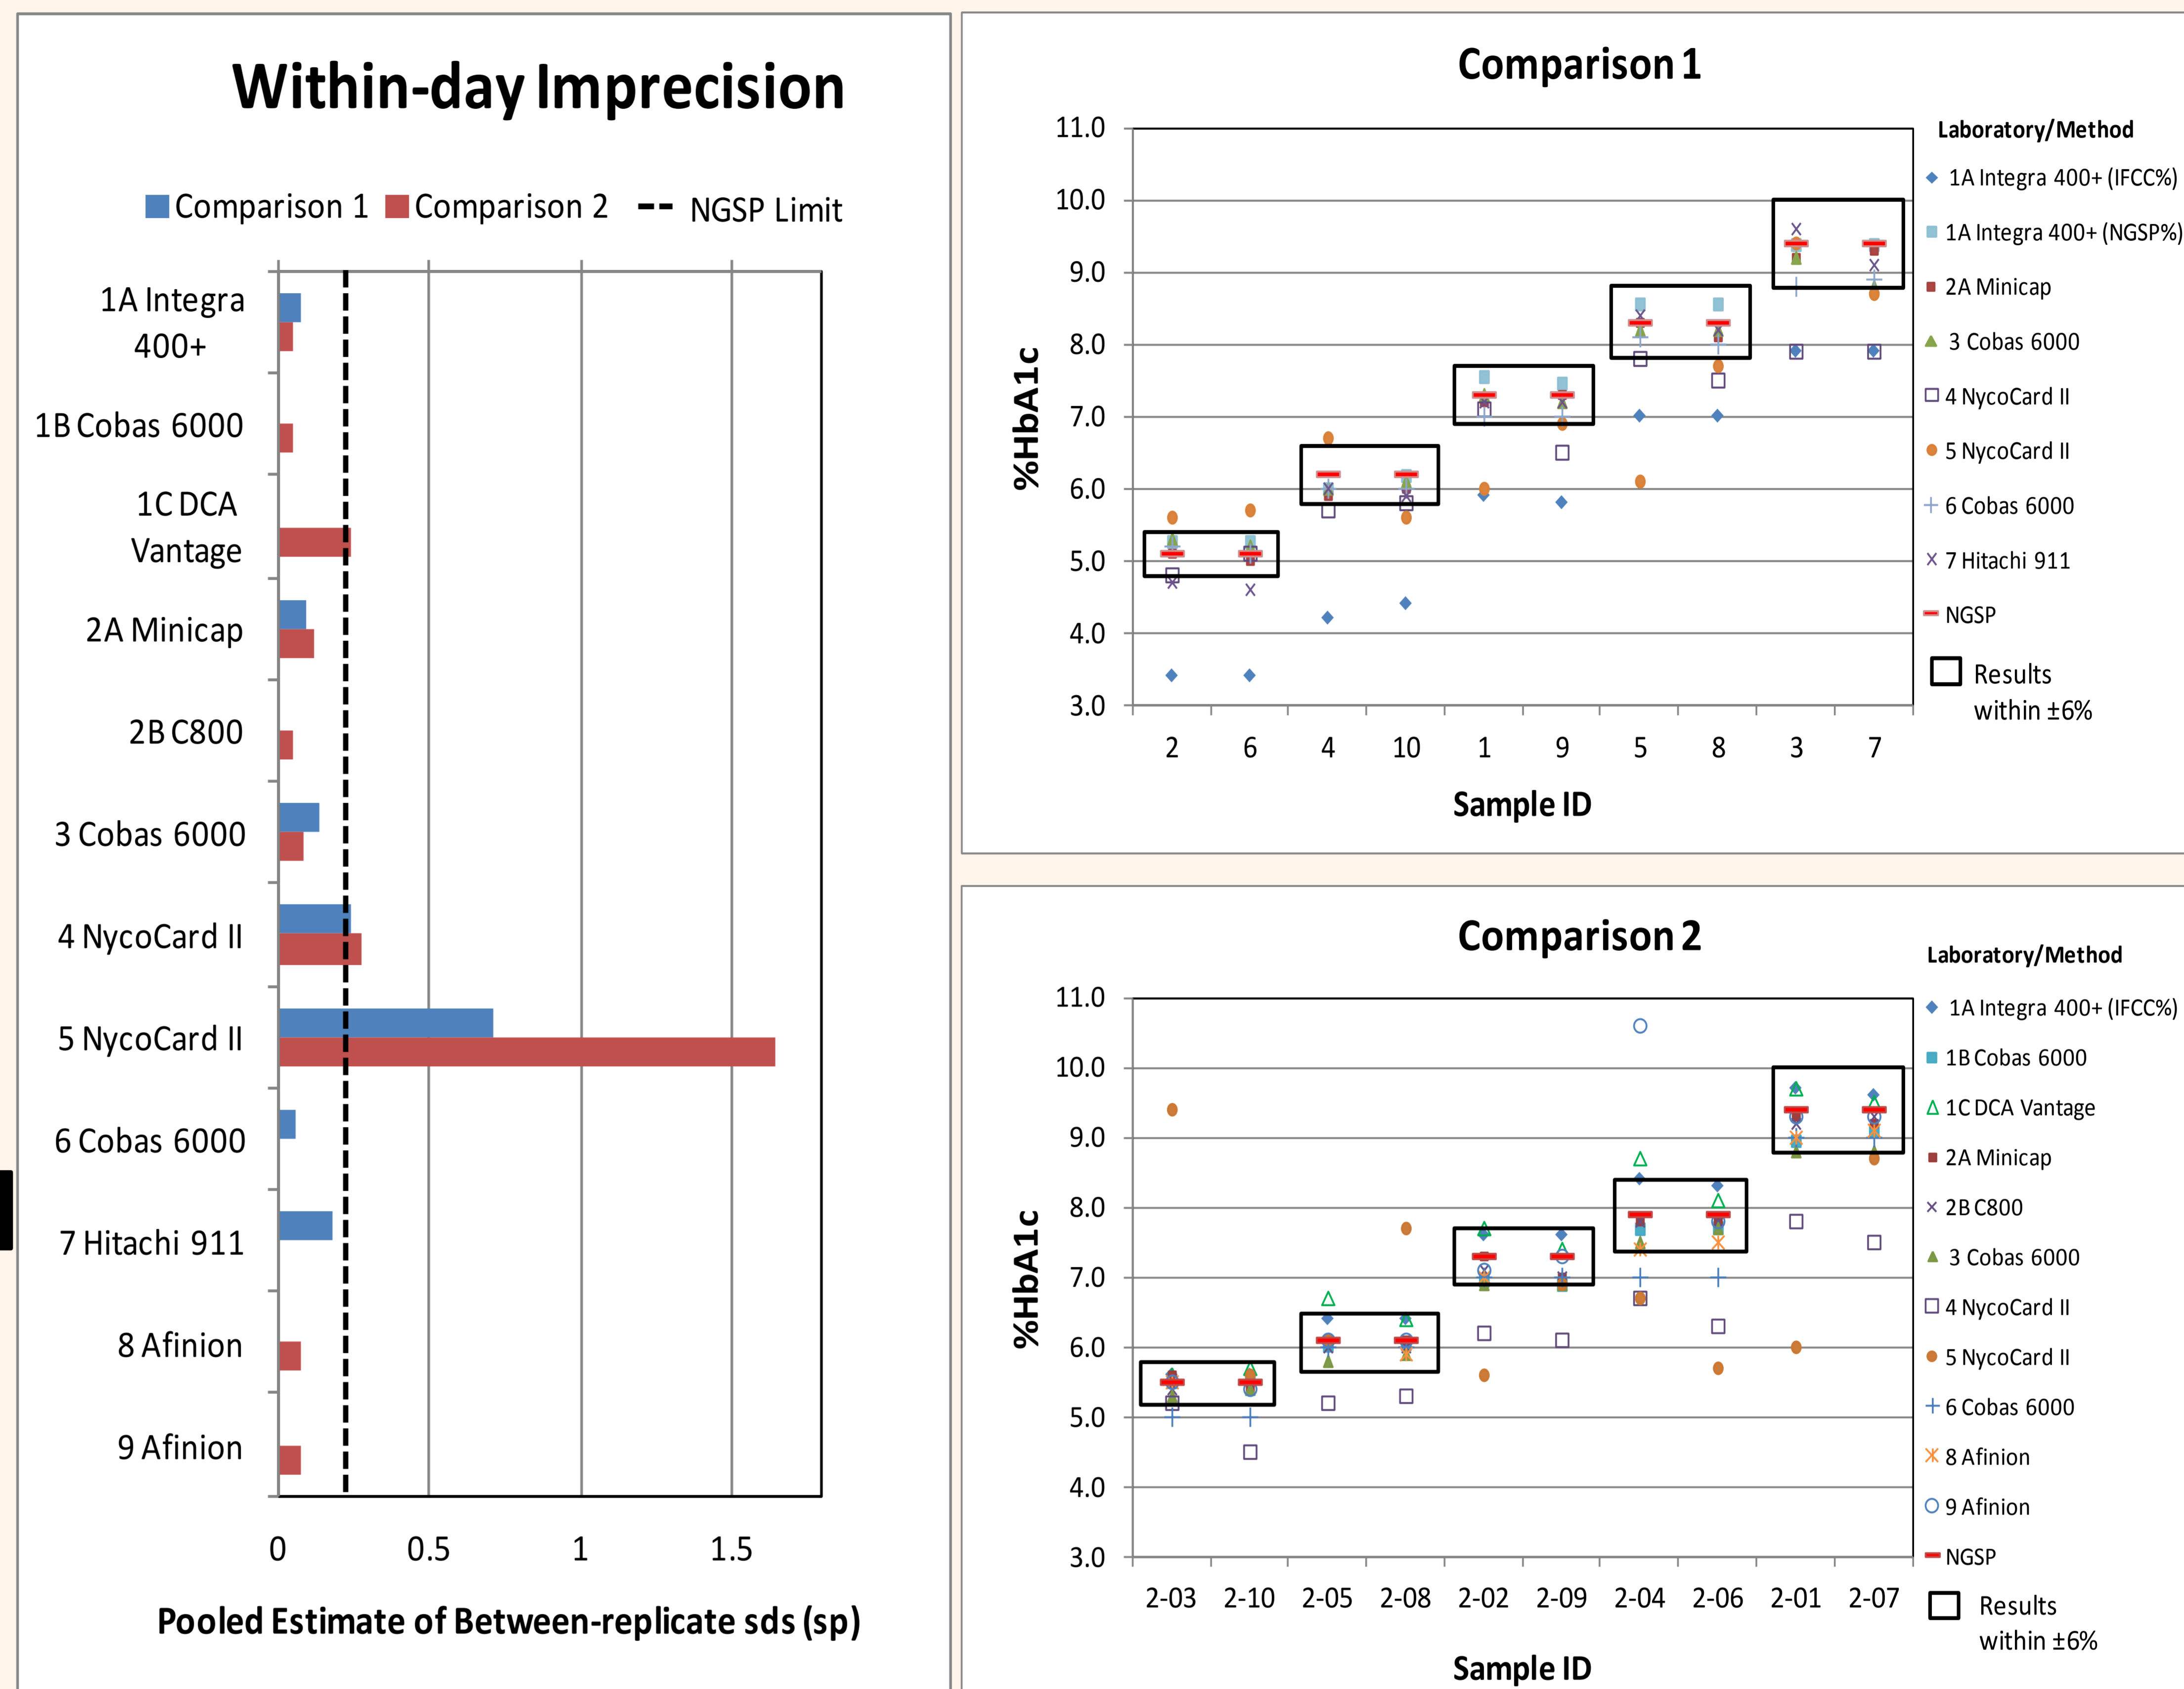 Within-day Imprecision
Comparison 1
Comparison 2
NGSP Limit
1A Integra
400+
1B Cobas 6000
1C DCA
Vantage
2A Minicap
2B C800
3 Cobas 6000
4 NycoCard II
5 NycoCard II
6 Cobas 6000
7 Hitachi 911
8 Afinion
9 Afinion
0 0.5 1 1.5
Pooled Estimate of Between-replicate sds (sp)
Comparison 1
%HbA1c
11.0
10.0
9.0
8.0
7.0
6.0
5.0
4.0
3.0
2 6 4 10 1 9 5 8 3 7
Sample ID
Laboratory/Method
1A Integra 400+ (IFCC%)
1A Integra 400+ (NGSP%)
2A Minicap
3 Cobas 6000
4 NycoCard II
5 NycoCard II
6 Cobas 6000
7 Hitachi 911
NGSP
Results
within ±6%
Comparison 2
%HbA1c
11.0
10.0
9.0
8.0
7.0
6.0
5.0
4.0
3.0
2-03 2-10 2-05 2-08 2-02 2-09 2-04 2-06 2-01 2-07
Sample ID
Laboratory/Method
1A Integra 400+ (IFCC%)
1B Cobas 6000
1C DCA Vantage
2A Minicap
2B C800
3 Cobas 6000
4 NycoCard II
5 NycoCard II
6 Cobas 6000
8 Afinion
9 Afinion
NGSP
Results
within ±6%